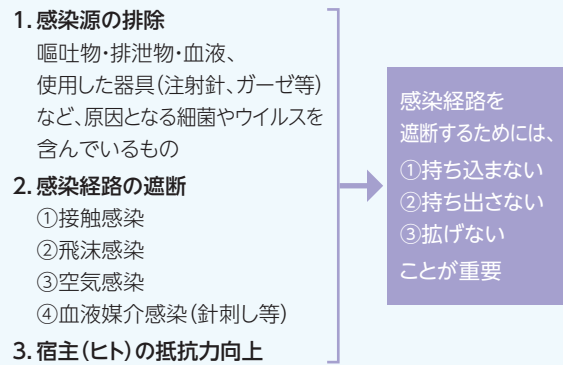 1. 感染源の排除
嘔吐物・排泄物・血液、
使用した器具(注射針、ガーゼ等)
など、原因となる細菌やウイルスを
含んでいるもの
2. 感染経路の遮断
①接触感染
②飛沫感染
③空気感染
④血液媒介感染(針刺し等)
3. 宿主(ヒト)の抵抗力向上
感染経路を
遮断するためには、
①持ち込まない
②持ち出さない
③拡げない
ことが重要